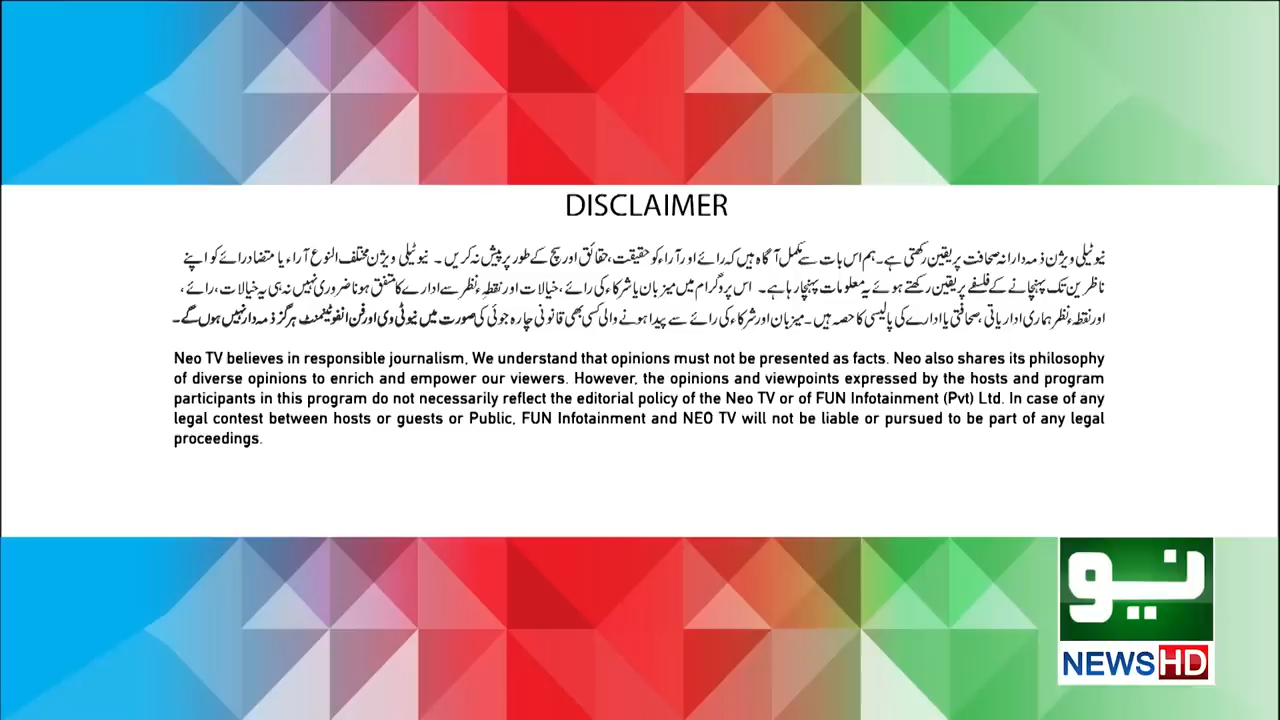 DISCLAIMER
نیو ٹیلی ویژن ذمہ دارانہ صحافت پر یقین رکھتی ہے۔ ہم اس بات سے مکمل آگاہ ہیں کہ رائے اور آراء کو حقیقت، حقائق اور سچ کے طور پر پیش نہ کریں ۔ نیو ٹیلی ویژن مختلف النوع آراء یا متضاد رائے کو اپنے
ناظرین تک پہنچانے کے فلسفے پر یقین رکھتے ہوئے یہ معلومات پہنچا رہا ہے۔ اس پروگرام میں میزبان یا شرکاء کی رائے، خیالات اور نقطہءنظر سے ادارے کا متفق ہونا ضروری نہیں نہ ہی یہ خیالات، رائے،
اور نقطہءنظر ہماری اداریاتی، صحافتی یا ادارے کی پالیسی کا حصہ ہیں۔ میزبان اور شرکاء کی رائے سے پیدا ہونے والی کسی بھی قانونی چارہ جوئی کی صورت میں نیو ٹی وی اور فن انفوٹیمنٹ ہرگز ذمہ دار نہیں ہوں گے۔
Neo TV believes in responsible journalism, We understand that opinions must not be presented as facts. Neo also shares its philosophy
of diverse opinions to enrich and empower our viewers. However, the opinions and viewpoints expressed by the hosts and program
participants in this program do not necessarily reflect the editorial policy of the Neo TV or of FUN Infotainment (Pvt) Ltd. In case of any
legal contest between hosts or guests or Public, FUN Infotainment and NEO TV will not be liable or pursued to be part of any legal
proceedings.
نیو
NEWS HD